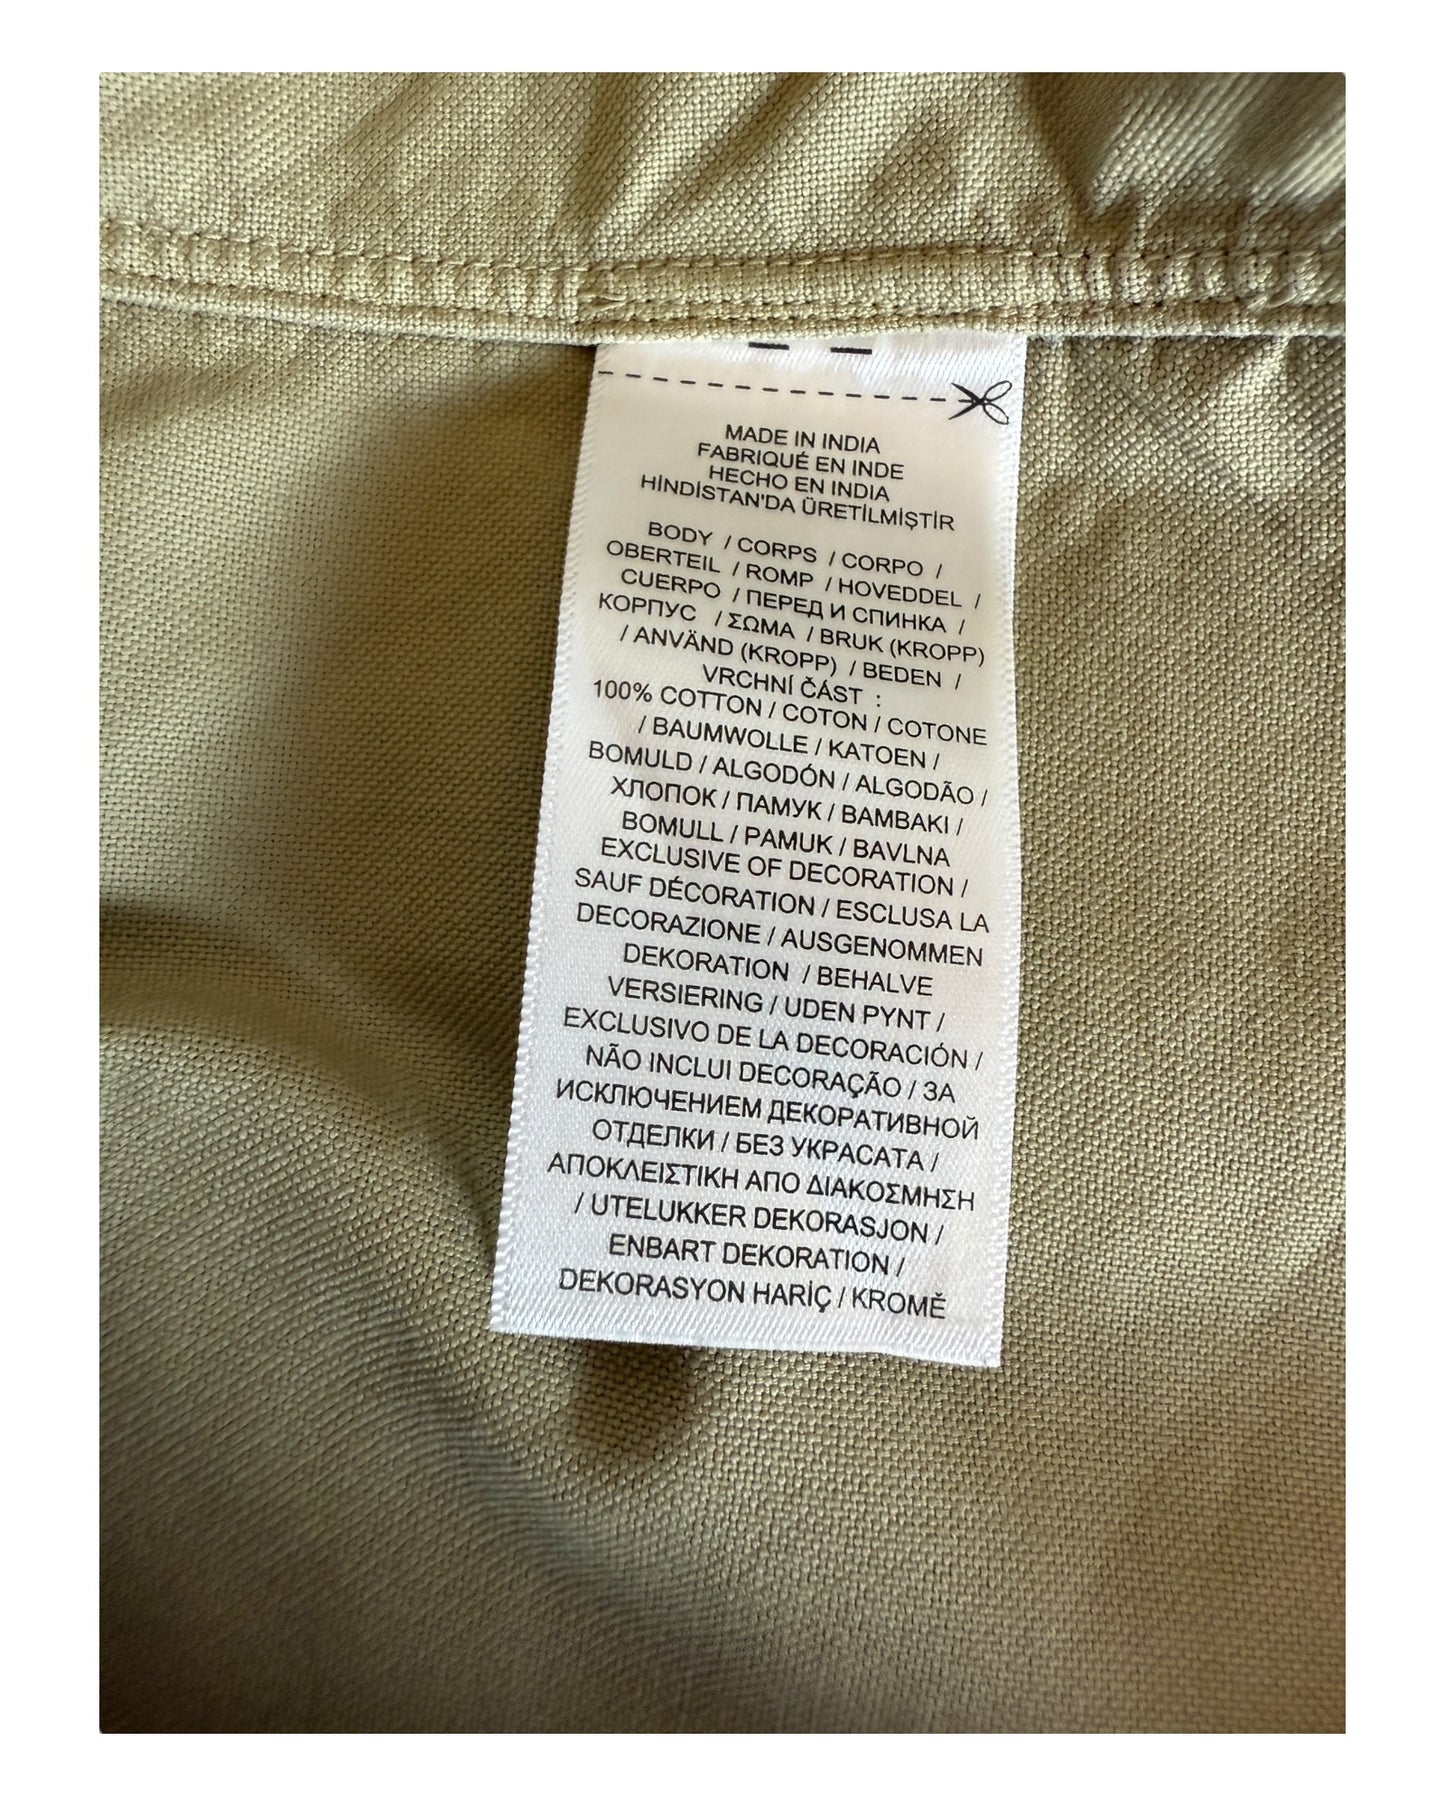 MADE IN INDIA
FABRIQUÉ EN INDE
HECHO EN INDIA
HİNDİSTAN'DA ÜRETİLMİŞTİR
BODY / CORPS / CORPO /
OBERTEIL / ROMP / HOVEDDEL /
CUERPO / ПЕРЕД И СПИНКА /
КОРПУС / ΣΩΜΑ / BRUK (KROPP)
/ ANVÄND (KROPP) / BEDEN /
VRCHNÍ ČÁST :
100% COTTON / COTON / COTONE
/ BAUMWOLLE / KATOEN /
BOMULD / ALGODÓN / ALGODÃO /
ХЛОПОК / ПАМУК / ΒΑΜΒΑΚΙ /
BOMULL / PAMUK / BAVLNA
EXCLUSIVE OF DECORATION /
SAUF DÉCORATION / ESCLUSA LA
DECORAZIONE / AUSGENOMMEN
DEKORATION / BEHALVE
VERSIERING / UDEN PYNT /
EXCLUSIVO DE LA DECORACIÓN /
NÃO INCLUI DECORAÇÃO / ЗА
ИСКЛЮЧЕНИЕМ ДЕКОРАТИВНОЙ
ОТДЕЛКИ / БЕЗ УКРАСАТА /
ΑΠΟΚΛΕΙΣΤΙΚΗ ΑΠΟ ΔΙΑΚΟΣΜΗΣΗ
/ UTELUKKER DEKORASJON /
ENBART DEKORATION /
DEKORASYON HARİÇ / KROMĚ